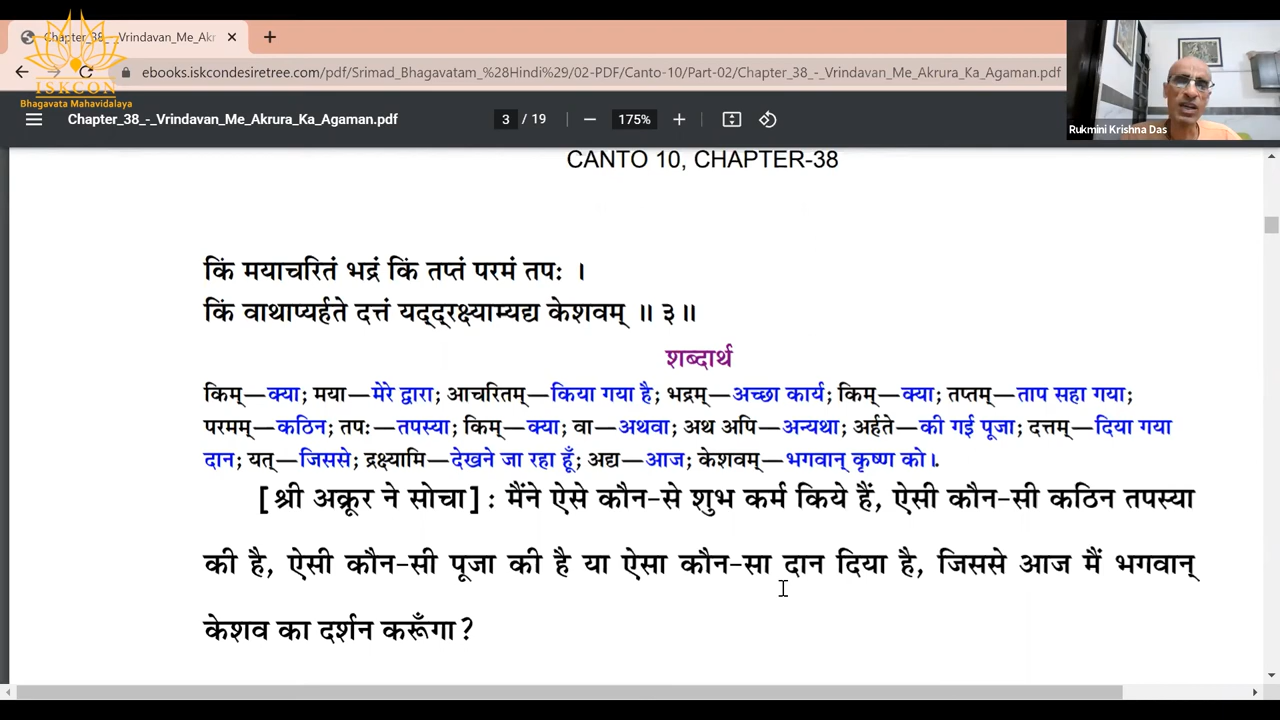 Chapter_38_-_Vrindavan_Me_Akr
ISKCON
Bhagavata Mahavidalaya
ebooks.iskcondesiretree.com/pdf/Srimad_Bhagavatam_%28Hindi%29/02-PDF/Canto-10/Part-02/Chapter_38_-_Vrindavan_Me_Akrura_Ka_Agaman.pdf
Rukmini Krishna Das
Chapter_38_-_Vrindavan_Me_Akrura_Ka_Agaman.pdf 3 / 19 175%
CANTO 10, CHAPTER-38
किं मयाचरितं भद्रं किं तप्तं परमं तपः ।
किं वाथाप्यर्हते दत्तं यद्द्रक्ष्याम्यद्य केशवम् ॥ ३॥
शब्दार्थ
किम्—क्या; मया—मेरे द्वारा; आचरितम्—किया गया है; भद्रम्—अच्छा कार्य; किम्—क्या; तप्तम्—ताप सहा गया;
परमम्—कठिन; तपः—तपस्या; किम्—क्या; वा—अथवा; अथ अपि—अन्यथा; अर्हते—की गई पूजा; दत्तम्—दिया गया
दान; यत्—जिससे; द्रक्ष्यामि—देखने जा रहा हूँ; अद्य—आज; केशवम्—भगवान् कृष्ण को।.
[श्री अक्रूर ने सोचा] : मैंने ऐसे कौन-से शुभ कर्म किये हैं, ऐसी कौन-सी कठिन तपस्या
की है, ऐसी कौन-सी पूजा की है या ऐसा कौन-सा दान दिया है, जिससे आज मैं भगवान्
केशव का दर्शन करूँगा?